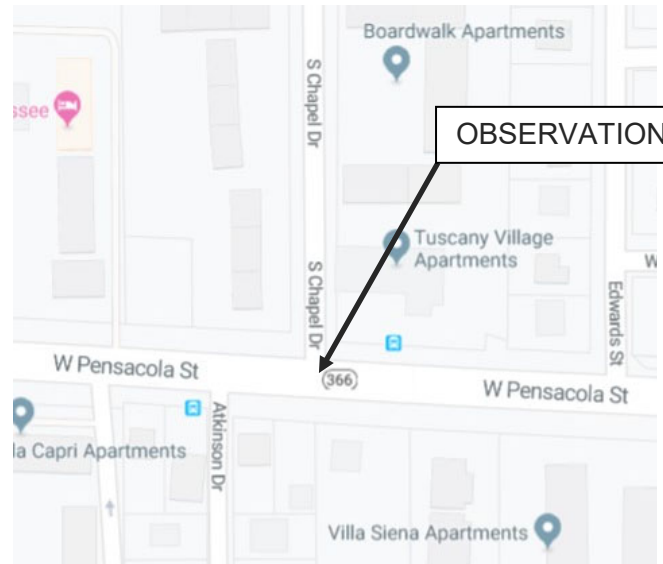 Boardwalk Apartments
S Chapel Dr
ssee
OBSERVATION
Tuscany Village
Apartments
W
S Chapel Dr
Edwards St
W Pensacola St
366
W Pensacola St
Atkinson Dr
la Capri Apartments
Villa Siena Apartments